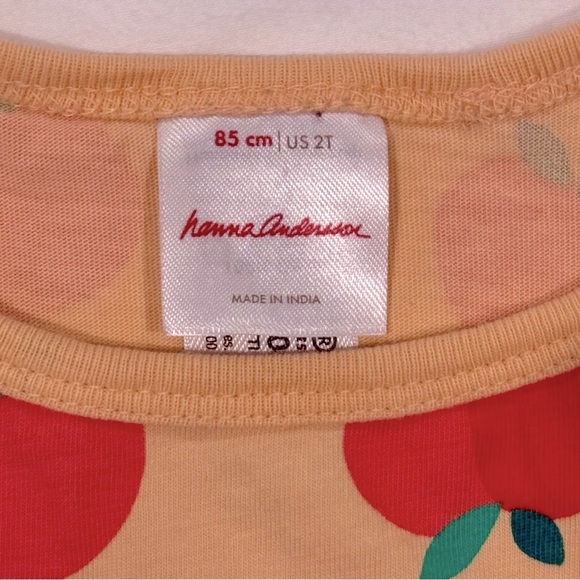 85 cm | US 2T
hanna andersson
MADE IN INDIA